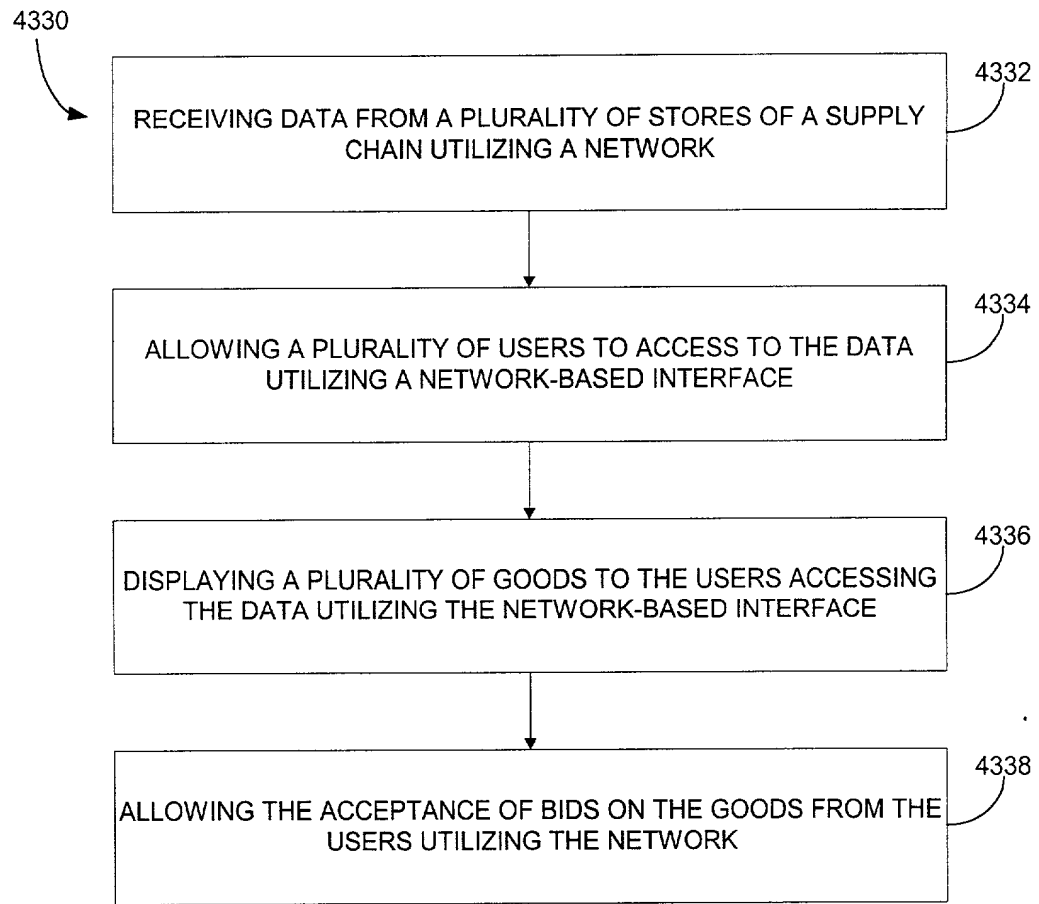 4330
4332
RECEIVING DATA FROM A PLURALITY OF STORES OF A SUPPLY
CHAIN UTILIZING A NETWORK
4334
ALLOWING A PLURALITY OF USERS TO ACCESS TO THE DATA
UTILIZING A NETWORK-BASED INTERFACE
4336
DISPLAYING A PLURALITY OF GOODS TO THE USERS ACCESSING
THE DATA UTILIZING THE NETWORK-BASED INTERFACE
4338
ALLOWING THE ACCEPTANCE OF BIDS ON THE GOODS FROM THE
USERS UTILIZING THE NETWORK